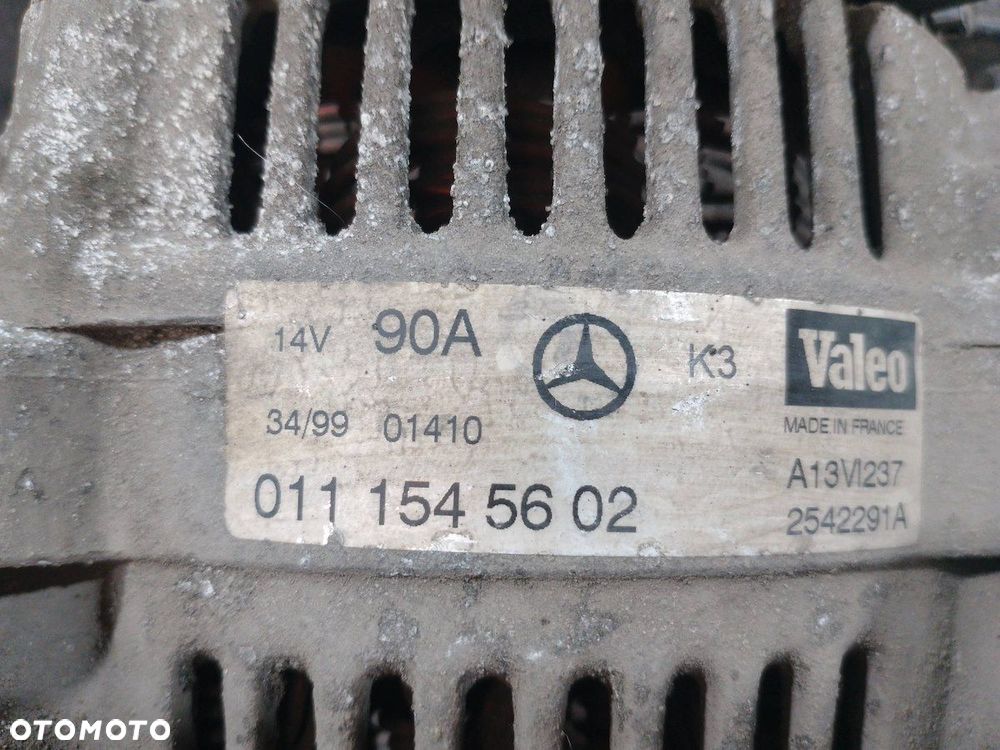 14V 90A K3 Valeo
MADE IN FRANCE
34/99 01410
A13VI237
011 154 56 02
2542291A
OTOMOTO